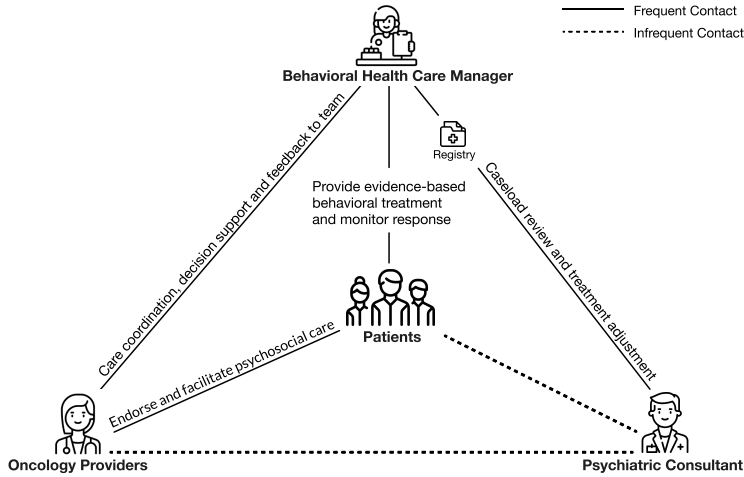 Frequent Contact
Infrequent Contact
Behavioral Health Care Manager
Registry
Care coordination, decision support and feedback to team
Provide evidence-based
behavioral treatment
and monitor response
Caseload review and treatment adjustment
Patients
Endorse and facilitate psychosocial care
Oncology Providers
Psychiatric Consultant